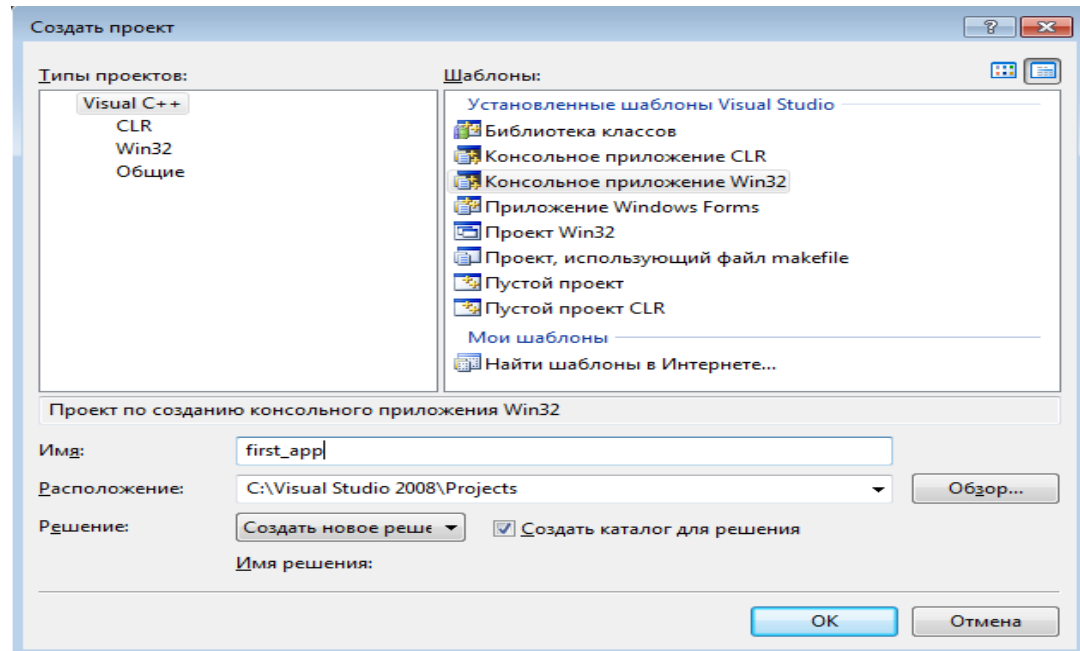 Создать проект
Типы проектов:
Шаблоны:
Visual C++
CLR
Win32
Общие
Установленные шаблоны Visual Studio
Библиотека классов
Консольное приложение CLR
Консольное приложение Win32
Приложение Windows Forms
Проект Win32
Проект, использующий файл makefile
Пустой проект
Пустой проект CLR
Мои шаблоны
Найти шаблоны в Интернете...
Проект по созданию консольного приложения Win32
Имя: first_app
Расположение: C:\Visual Studio 2008\Projects Обзор...
Решение: Создать новое реше Создать каталог для решения
Имя решения:
OK Отмена